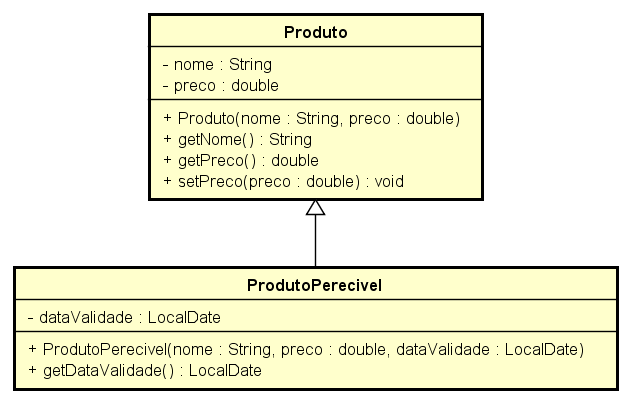 Produto
- nome : String
- preco : double
+ Produto(nome : String, preco : double)
+ getNome() : String
+ getPreco() : double
+ setPreco(preco : double) : void
ProdutoPerecivel
- dataValidade : LocalDate
+ ProdutoPerecivel(nome : String, preco : double, dataValidade : LocalDate)
+ getDataValidade() : LocalDate